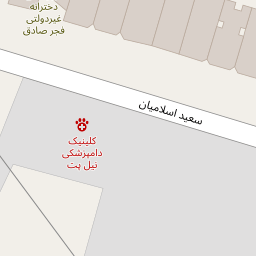 دخترانه
غیردولتی
فجر صادق
سعید اسلامیان
کلینیک
دامپزشکی
نیل پت